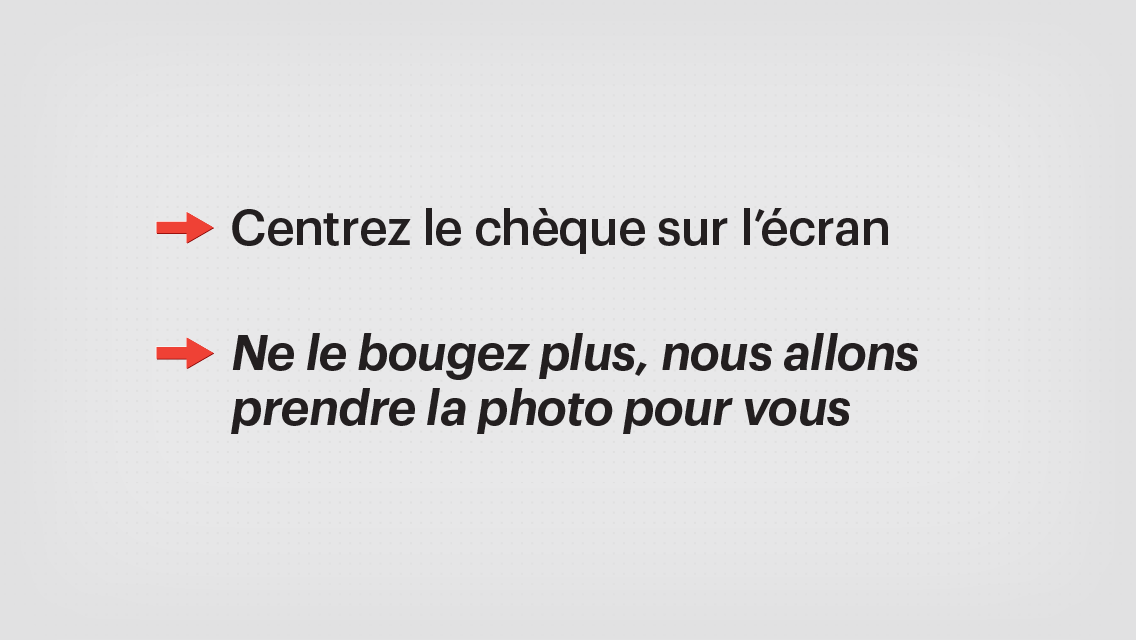 Centrez le chèque sur l’écran
Ne le bougez plus, nous allons
prendre la photo pour vous